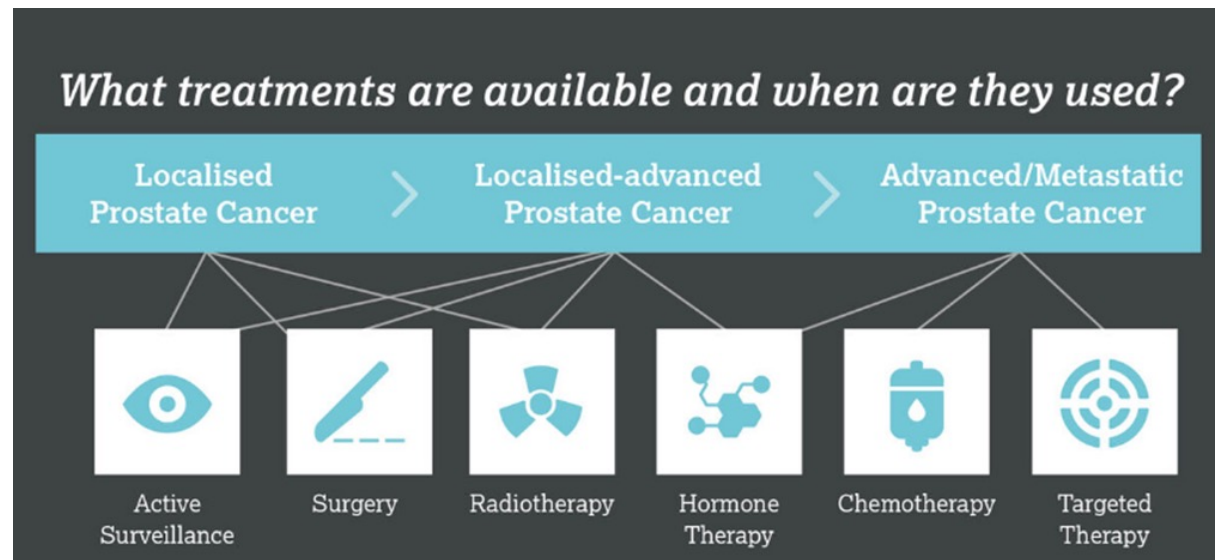 What treatments are available and when are they used?
Localised
Prostate Cancer
Localised-advanced
Prostate Cancer
Advanced/Metastatic
Prostate Cancer
Active
Surveillance
Surgery
Radiotherapy
Hormone
Therapy
Chemotherapy
Targeted
Therapy